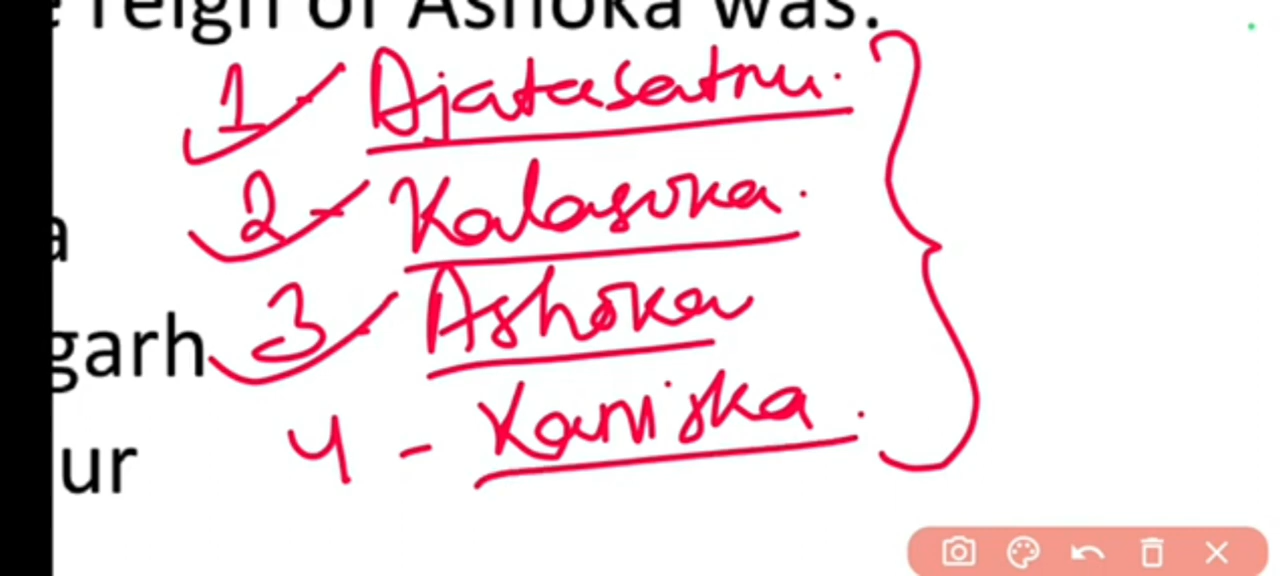 reign of Ashoka was:
1- Ajatasatru.
a
2- Kalasoka.
garh
3- Ashoka
ur
4 - Kaniska.